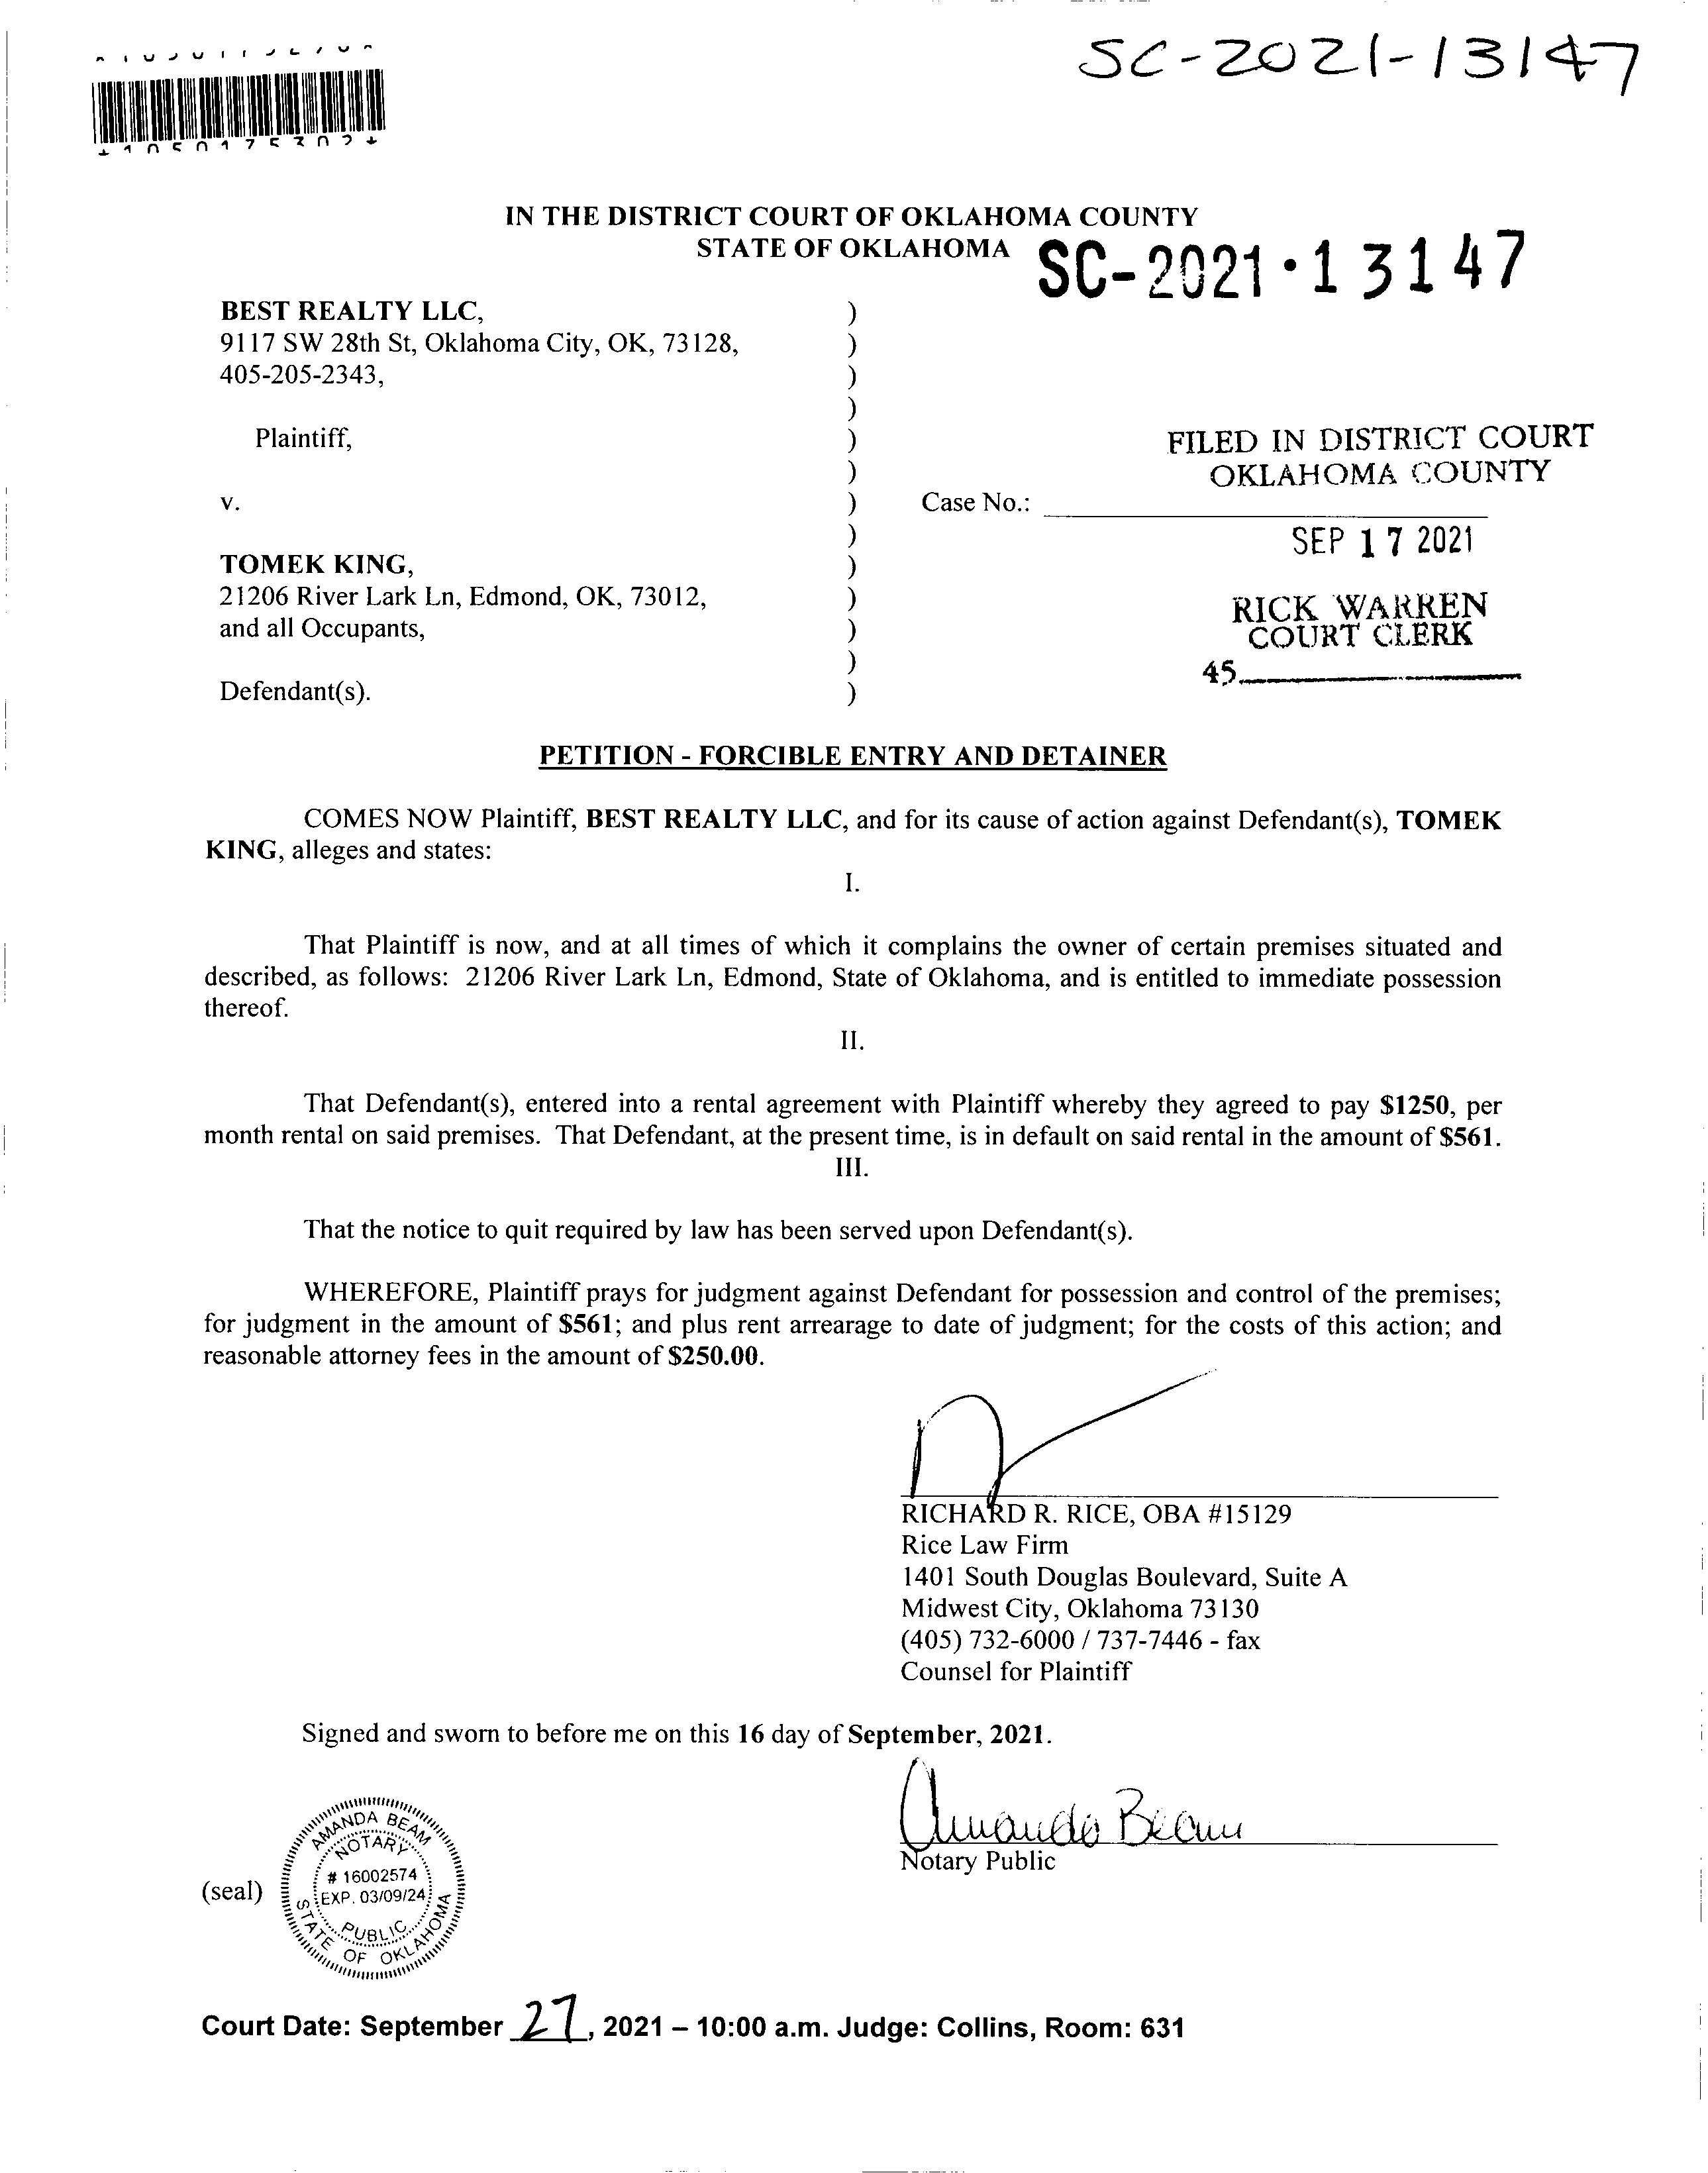 SC-2021-13147
IN THE DISTRICT COURT OF OKLAHOMA COUNTY
STATE OF OKLAHOMA
SC-2021·13147
BEST REALTY LLC, )
9117 SW 28th St, Oklahoma City, OK, 73128, )
405-205-2343, )
)
Plaintiff, )
FILED IN DISTRICT COURT
OKLAHOMA COUNTY
)
v. ) Case No.:
)
SEP 17 2021
TOMEK KING, )
21206 River Lark Ln, Edmond, OK, 73012, )
and all Occupants, )
RICK WARREN
COURT CLERK
)
45
Defendant(s). )
PETITION - FORCIBLE ENTRY AND DETAINER
COMES NOW Plaintiff, BEST REALTY LLC, and for its cause of action against Defendant(s), TOMEK
KING, alleges and states:
I.
That Plaintiff is now, and at all times of which it complains the owner of certain premises situated and
described, as follows: 21206 River Lark Ln, Edmond, State of Oklahoma, and is entitled to immediate possession
thereof.
II.
That Defendant(s), entered into a rental agreement with Plaintiff whereby they agreed to pay $1250, per
month rental on said premises. That Defendant, at the present time, is in default on said rental in the amount of $561.
III.
That the notice to quit required by law has been served upon Defendant(s).
WHEREFORE, Plaintiff prays for judgment against Defendant for possession and control of the premises;
for judgment in the amount of $561; and plus rent arrearage to date of judgment; for the costs of this action; and
reasonable attorney fees in the amount of $250.00.
RICHARD R. RICE, OBA #15129
Rice Law Firm
1401 South Douglas Boulevard, Suite A
Midwest City, Oklahoma 73130
(405) 732-6000 / 737-7446 - fax
Counsel for Plaintiff
Signed and sworn to before me on this 16 day of September, 2021.
Amanda Beam
Notary Public
(seal)
AMANDA BEAM
NOTARY
# 16002574
EXP. 03/09/24
PUBLIC
STATE OF OKLAHOMA
Court Date: September 27, 2021 – 10:00 a.m. Judge: Collins, Room: 631